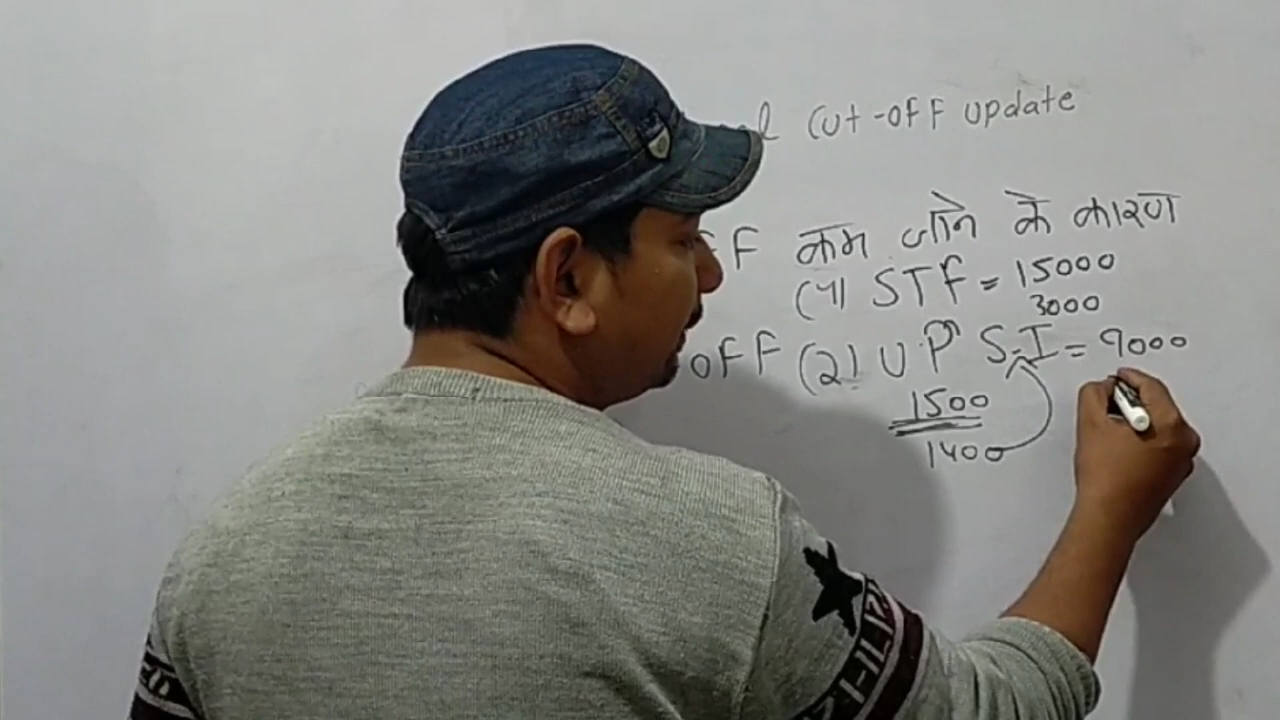 cut-off update
F कम जाने के कारण
(1) STF = 15000
3000
OFF (2) U.P S.I = 9000
1500
1400